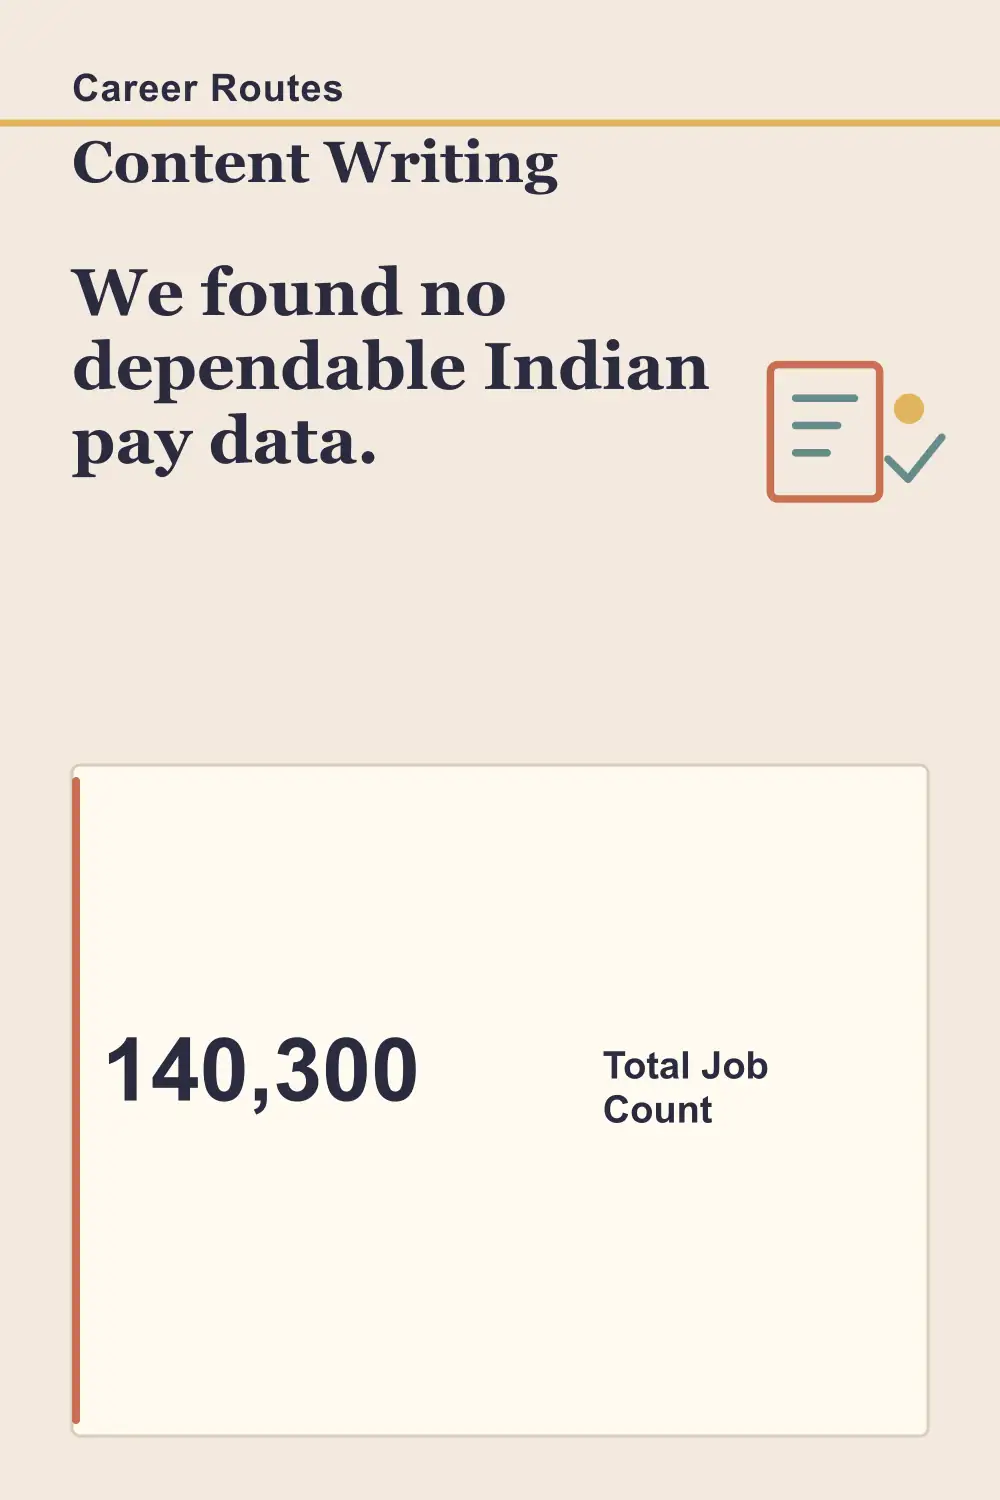 Career Routes
Content Writing
We found no
dependable Indian
pay data.
140,300
Total Job
Count